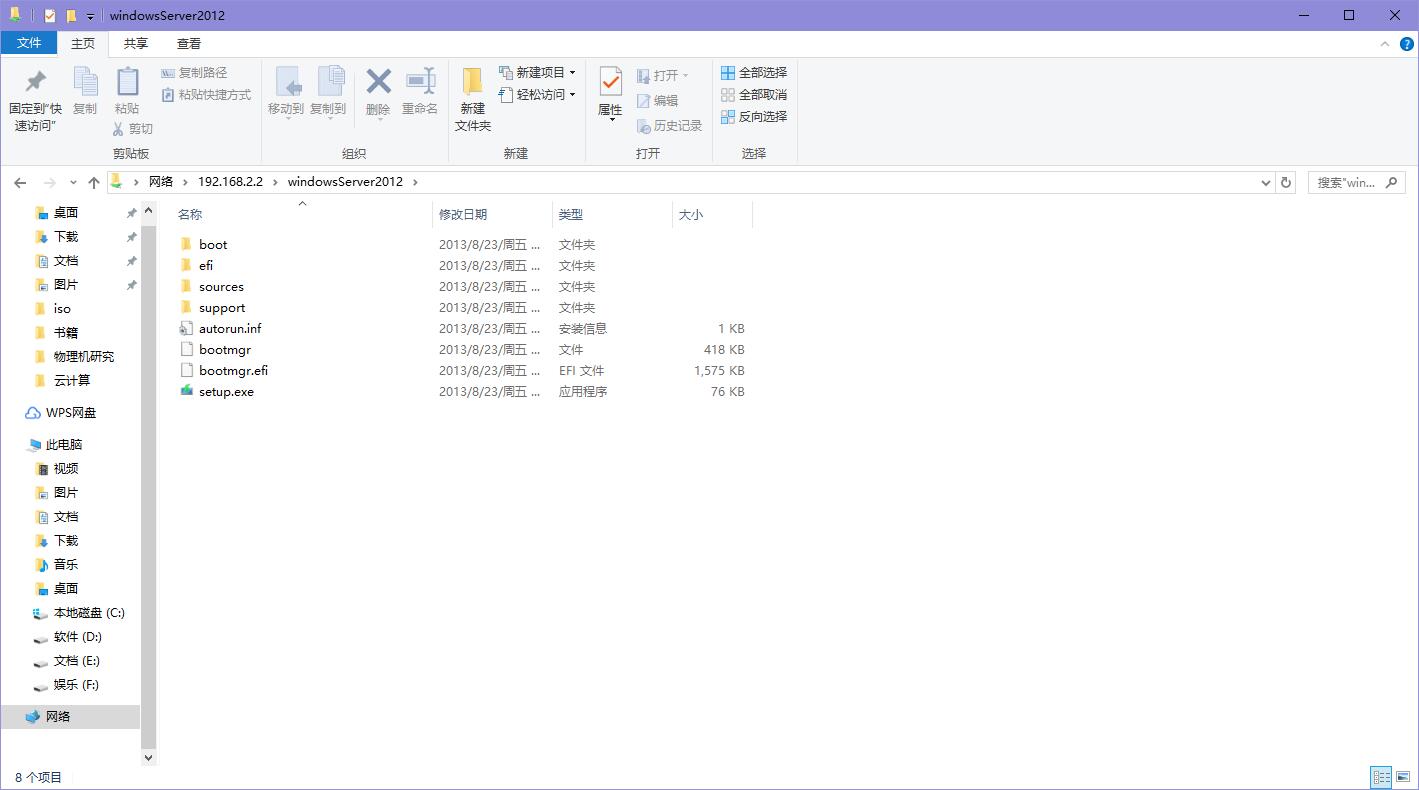 windowsServer2012
文件 主页 共享 查看
固定到"快速访问" 复制 粘贴 复制路径 粘贴快捷方式 剪切
移动到 复制到 删除 重命名
新建文件夹 新建项目 轻松访问
属性 打开 编辑 历史记录
全部选择 全部取消 反向选择
剪贴板 组织 新建 打开 选择
网络 192.168.2.2 windowsServer2012 搜索"win...
桌面
下载
文档
图片
iso
书籍
物理机研究
云计算
WPS网盘
此电脑
视频
图片
文档
下载
音乐
桌面
本地磁盘 (C:)
软件 (D:)
文档 (E:)
娱乐 (F:)
网络
名称 修改日期 类型 大小
boot 2013/8/23/周五 ... 文件夹
efi 2013/8/23/周五 ... 文件夹
sources 2013/8/23/周五 ... 文件夹
support 2013/8/23/周五 ... 文件夹
autorun.inf 2013/8/23/周五 ... 安装信息 1 KB
bootmgr 2013/8/23/周五 ... 文件 418 KB
bootmgr.efi 2013/8/23/周五 ... EFI 文件 1,575 KB
setup.exe 2013/8/23/周五 ... 应用程序 76 KB
8 个项目